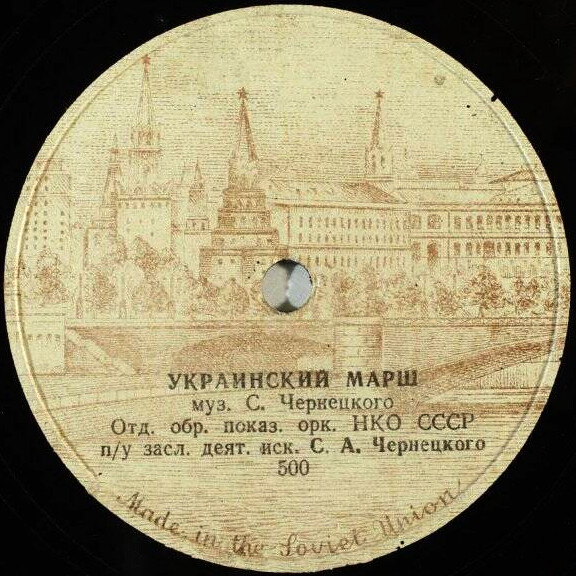 УКРАИНСКИЙ МАРШ
муз. С. Чернецкого
Отд. обр. показ. орк. НКО СССР
п/у засл. деят. иск. С. А. Чернецкого
500
Made in the Soviet Union